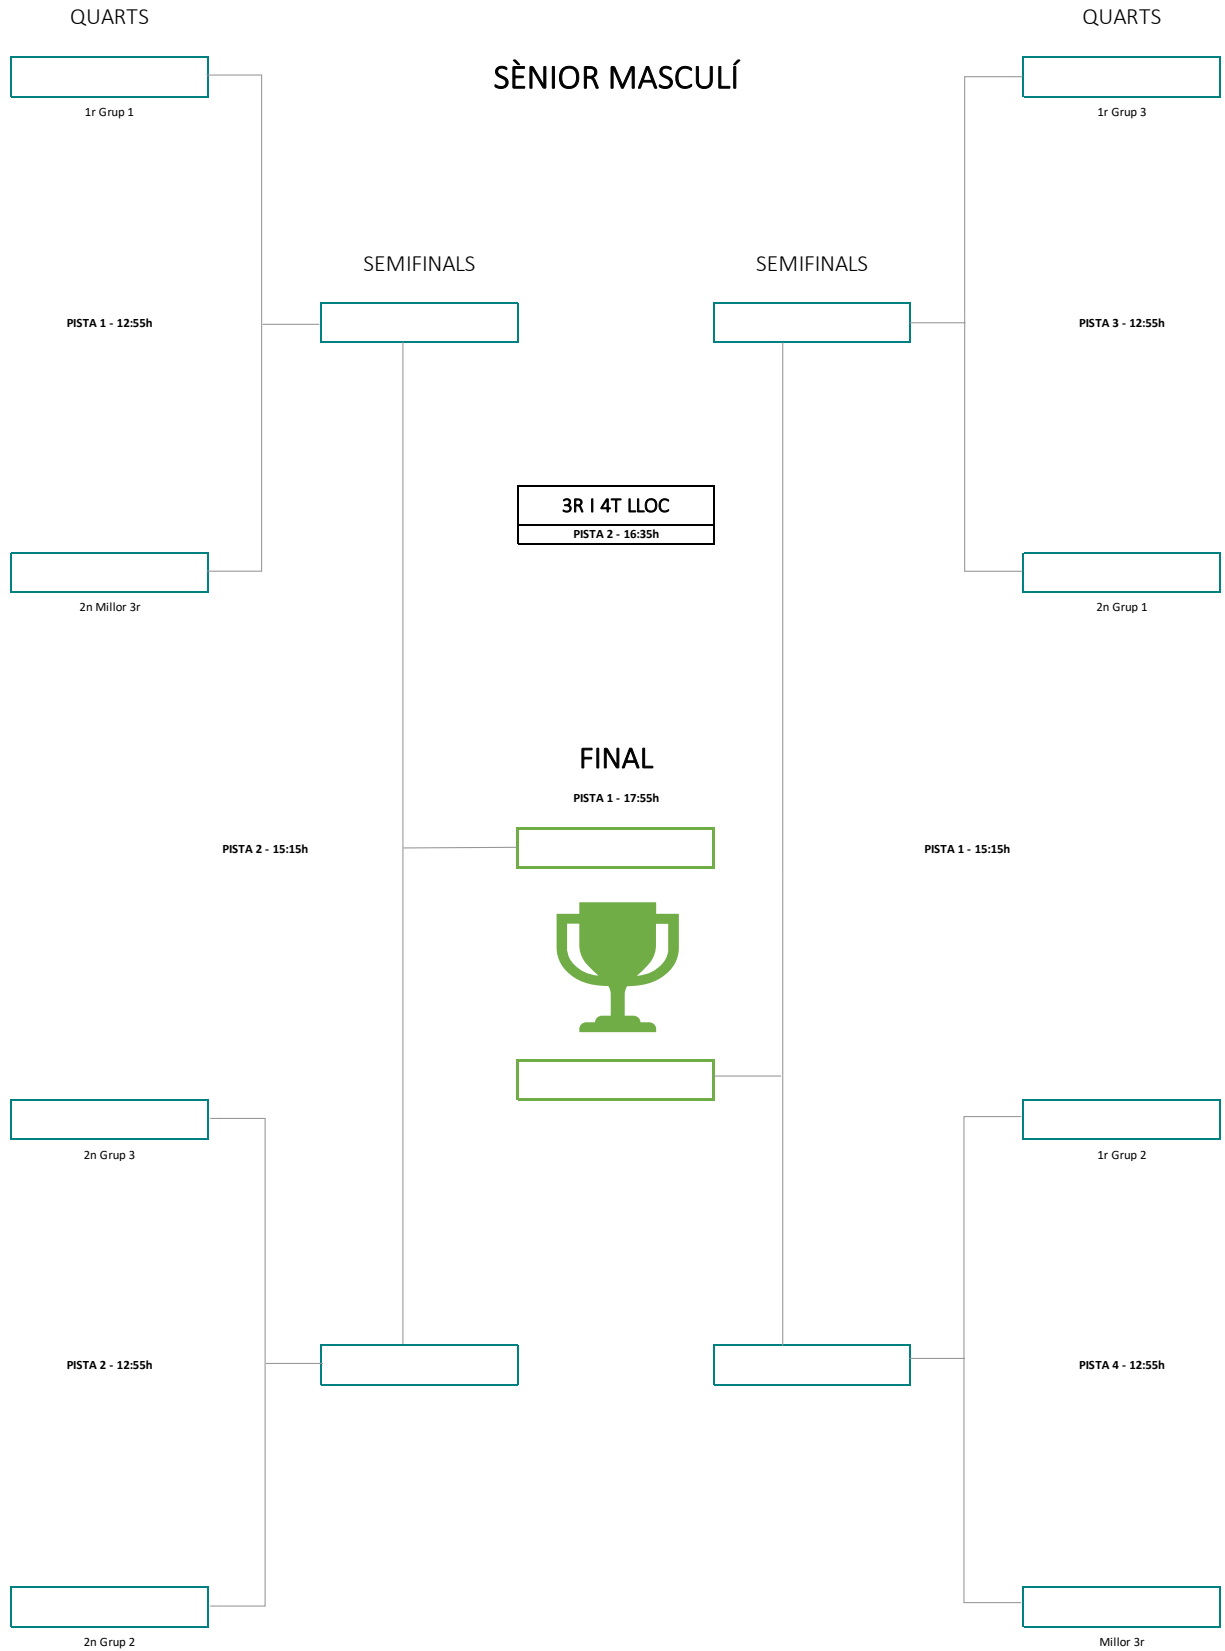 QUARTS
QUARTS
SÈNIOR MASCULÍ
1r Grup 1
1r Grup 3
SEMIFINALS
SEMIFINALS
PISTA 1 - 12:55h
PISTA 3 - 12:55h
3R I 4T LLOC
PISTA 2 - 16:35h
2n Millor 3r
2n Grup 1
FINAL
PISTA 1 - 17:55h
PISTA 2 - 15:15h
PISTA 1 - 15:15h
2n Grup 3
1r Grup 2
PISTA 2 - 12:55h
PISTA 4 - 12:55h
2n Grup 2
Millor 3r